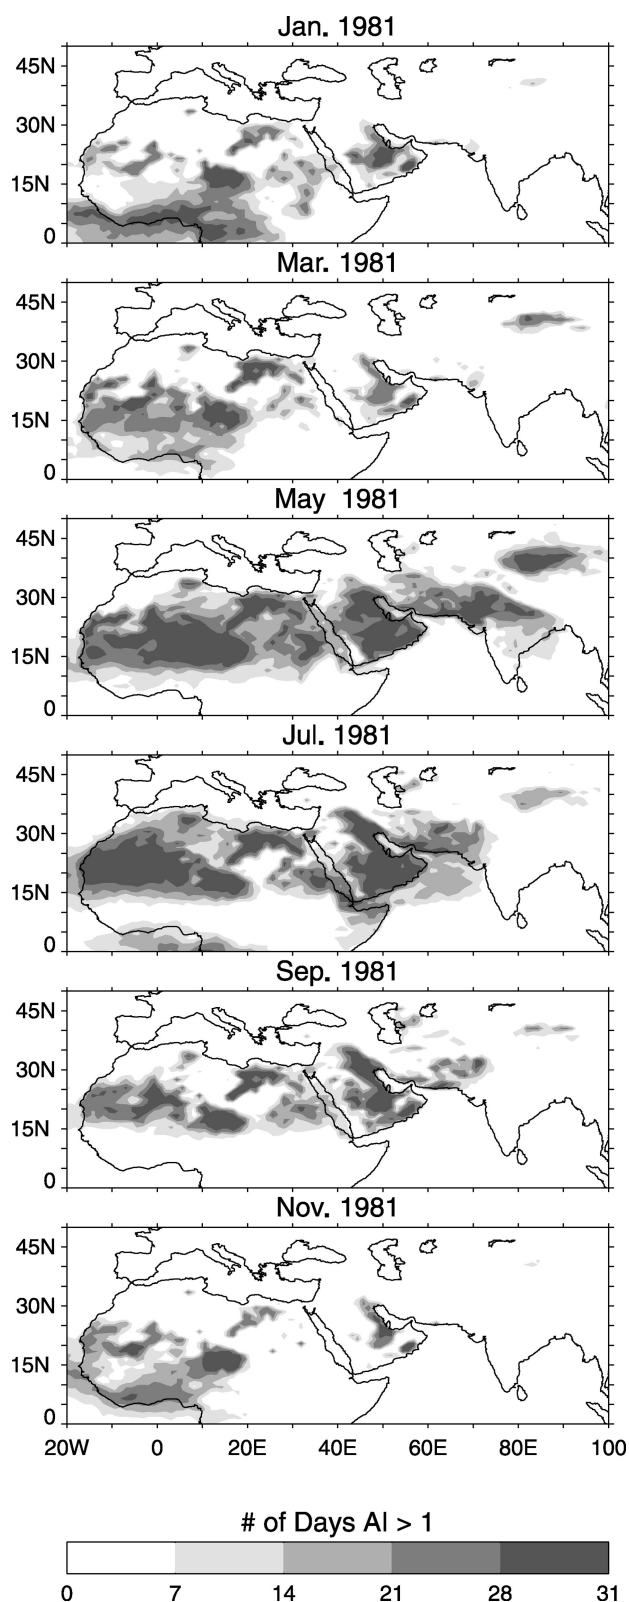 Jan. 1981
45N
30N
15N
0
Mar. 1981
45N
30N
15N
0
May 1981
45N
30N
15N
0
Jul. 1981
45N
30N
15N
0
Sep. 1981
45N
30N
15N
0
Nov. 1981
45N
30N
15N
0
20W 0 20E 40E 60E 80E 100
# of Days AI > 1
0 7 14 21 28 31